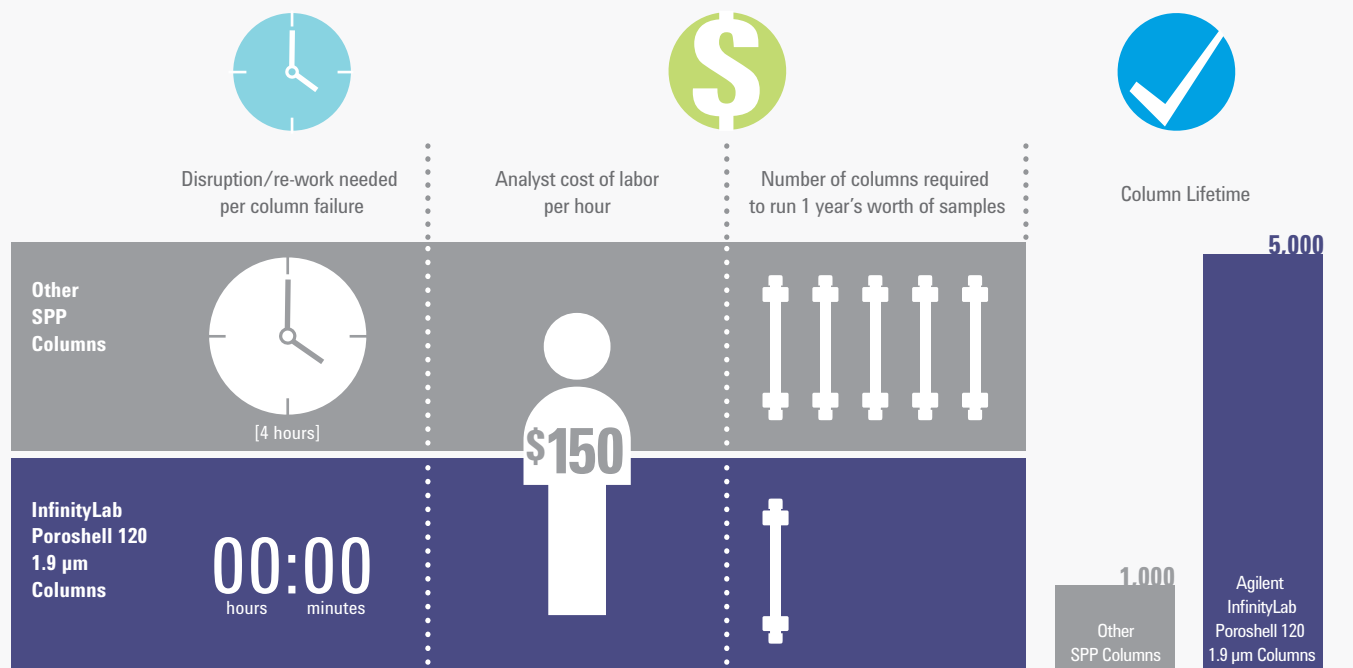 $
Disruption/re-work needed
per column failure
Analyst cost of labor
per hour
Number of columns required
to run 1 year's worth of samples
Column Lifetime
Other
SPP
Columns
[4 hours]
$150
InfinityLab
Poroshell 120
1.9 µm
Columns
00:00
hours minutes
5,000
1,000
Other
SPP Columns
Agilent
InfinityLab
Poroshell 120
1.9 µm Columns